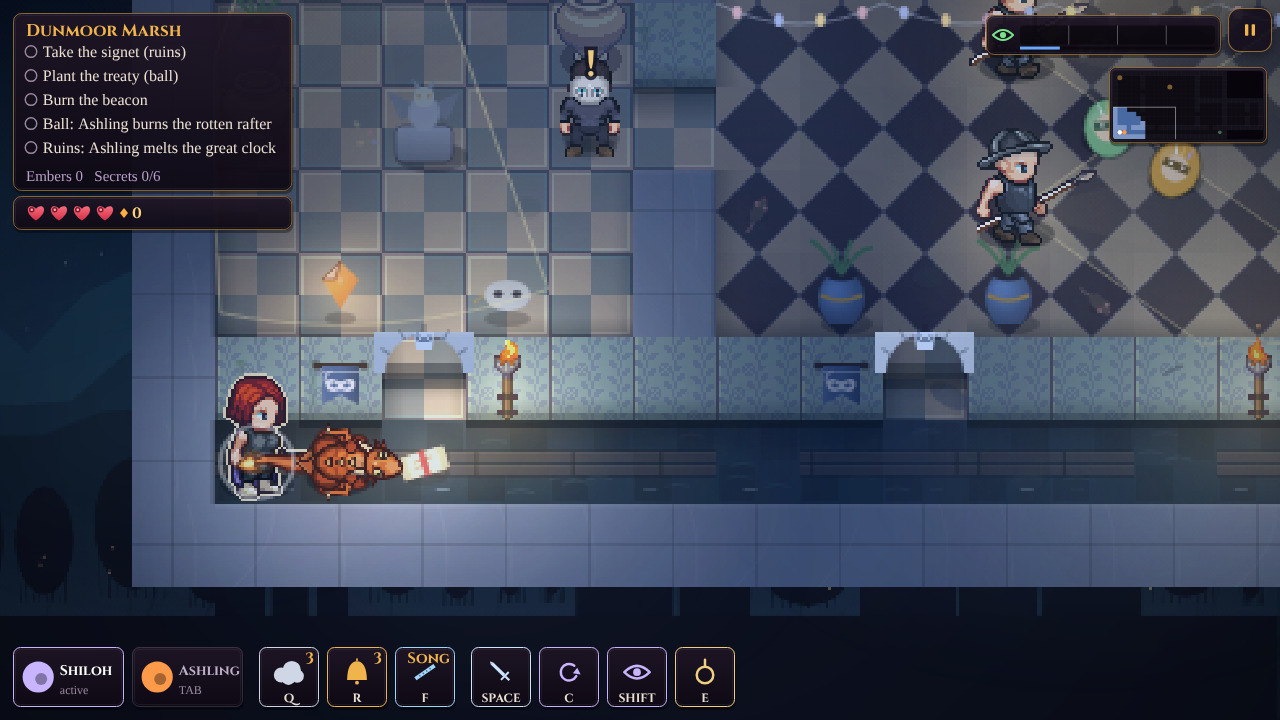 Dunmoor Marsh
Take the signet (ruins)
Plant the treaty (ball)
Burn the beacon
Ball: Ashling burns the rotten rafter
Ruins: Ashling melts the great clock
Embers 0 Secrets 0/6
0
!
Shiloh
active
Ashling
TAB
3
Q
3
R
Song
F
SPACE
C
SHIFT
E